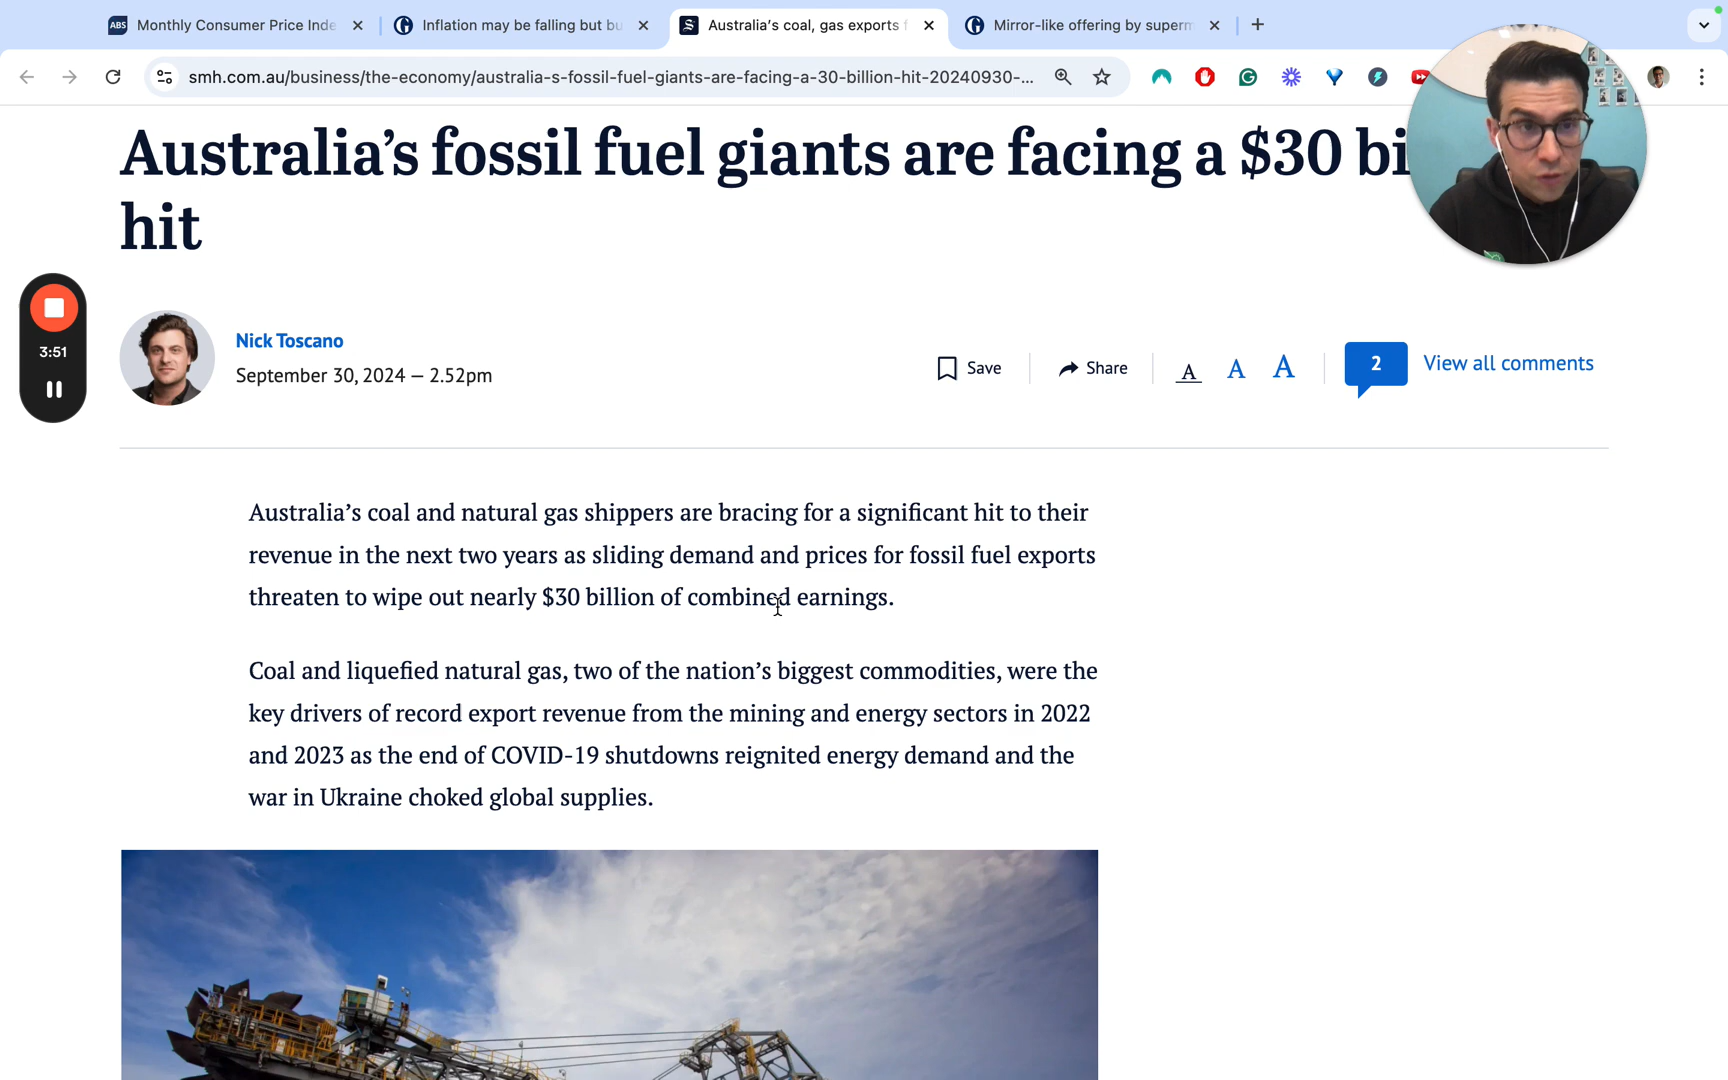 ABS Monthly Consumer Price Inde
Inflation may be falling but bu
Australia's coal, gas exports f
Mirror-like offering by superm
smh.com.au/business/the-economy/australia-s-fossil-fuel-giants-are-facing-a-30-billion-hit-20240930-...
Australia’s fossil fuel giants are facing a $30 bi
hit
3:51
Nick Toscano
September 30, 2024 — 2.52pm
Save
Share
A A A
2
View all comments
Australia’s coal and natural gas shippers are bracing for a significant hit to their
revenue in the next two years as sliding demand and prices for fossil fuel exports
threaten to wipe out nearly $30 billion of combined earnings.
Coal and liquefied natural gas, two of the nation’s biggest commodities, were the
key drivers of record export revenue from the mining and energy sectors in 2022
and 2023 as the end of COVID-19 shutdowns reignited energy demand and the
war in Ukraine choked global supplies.